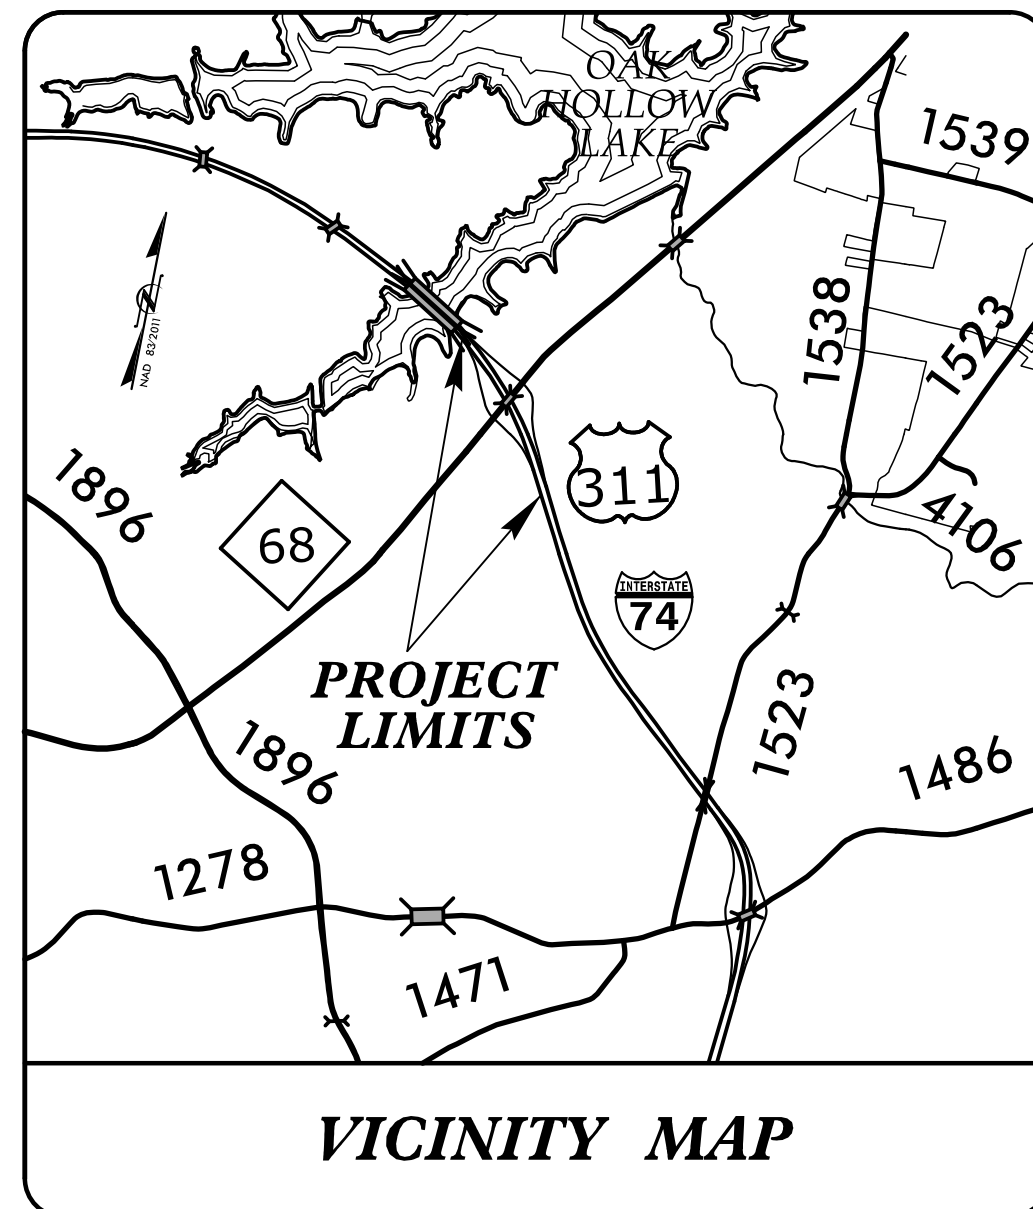 OAK
HOLLOW
LAKE
1539
NAD 83/2011
1538
1523
1896
68
311
4106
INTERSTATE
74
PROJECT
LIMITS
1523
1896
1486
1278
1471
VICINITY MAP